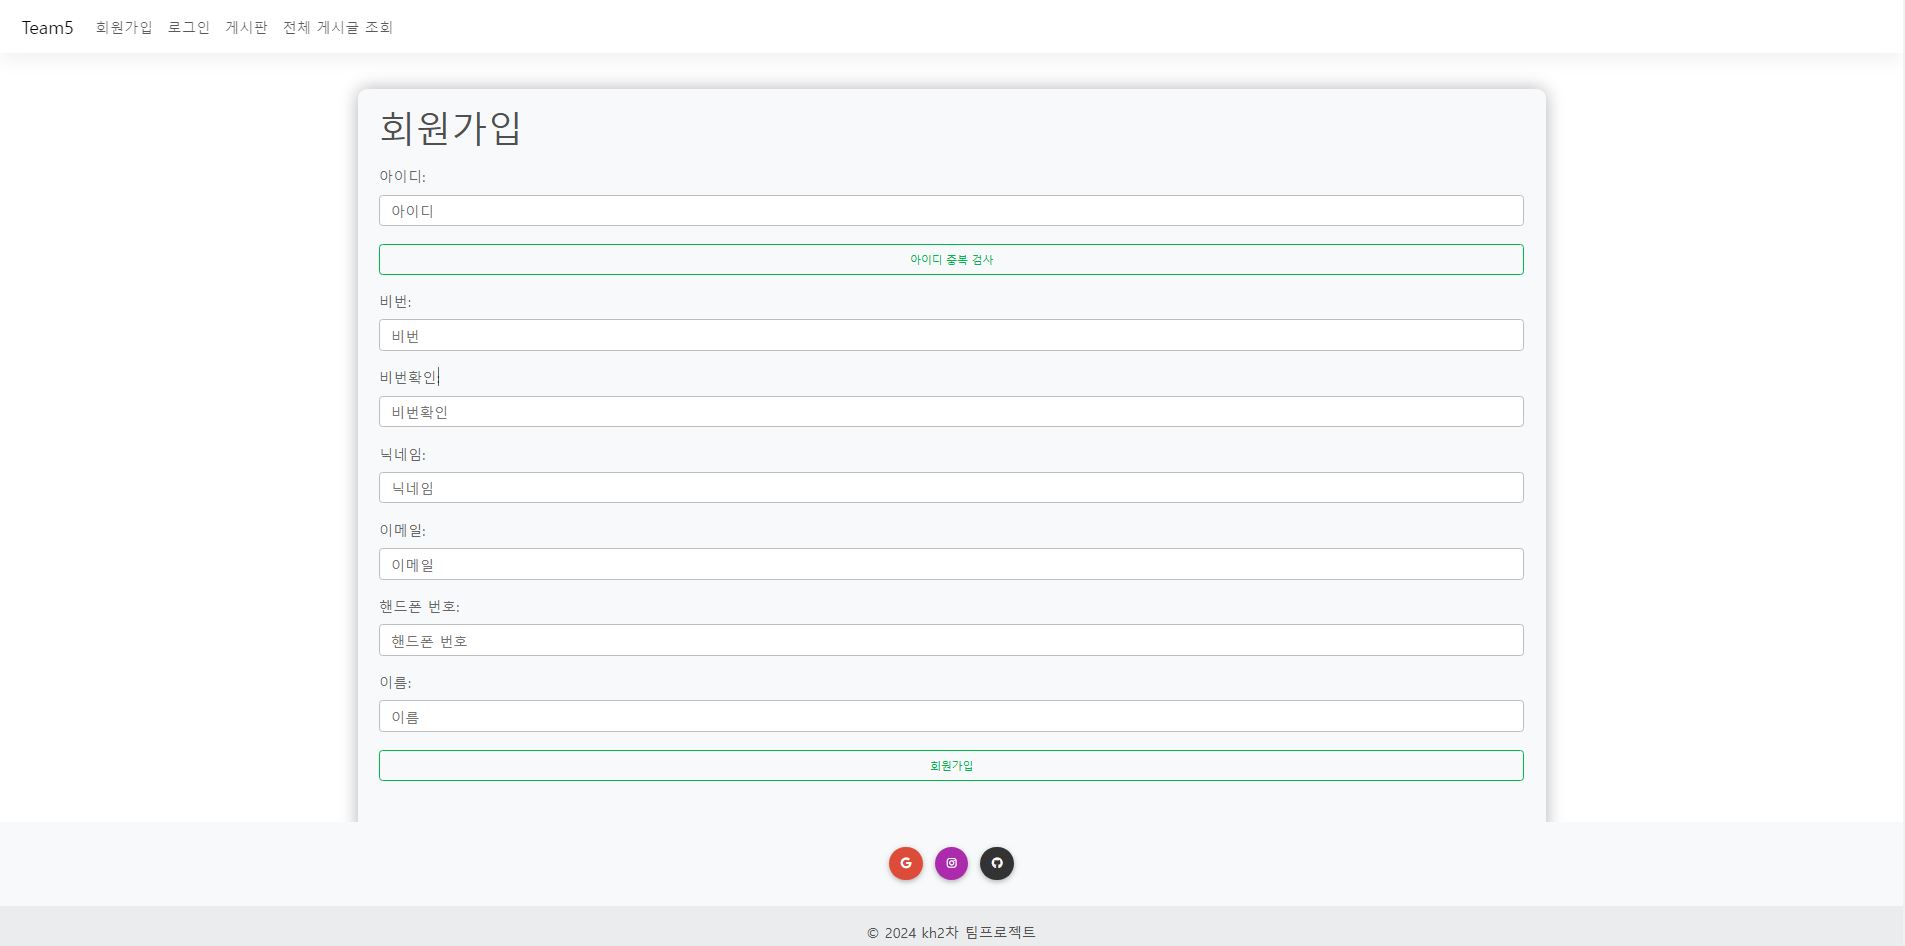 Team5 회원가입 로그인 게시판 전체 게시글 조회
회원가입
아이디:
아이디
아이디 중복 검사
비번:
비번
비번확인:
비번확인
닉네임:
닉네임
이메일:
이메일
핸드폰 번호:
핸드폰 번호
이름:
이름
회원가입
© 2024 kh2차 팀프로젝트